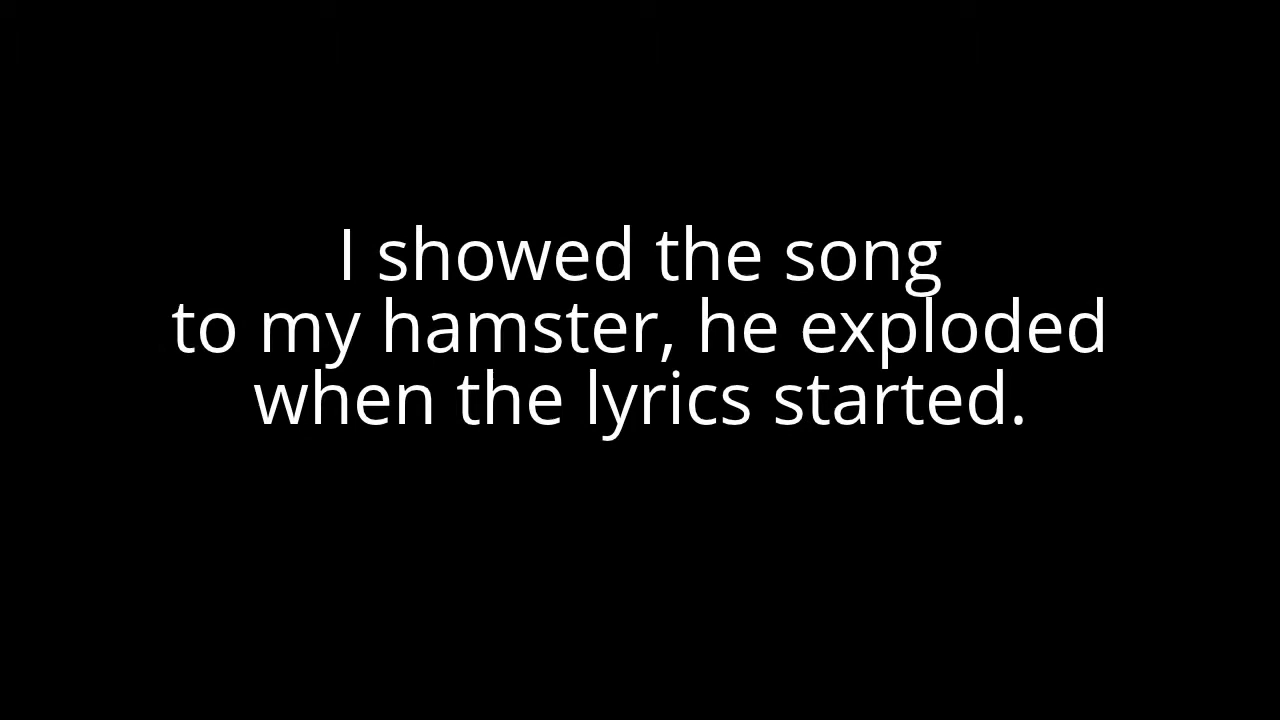 I showed the song
to my hamster, he exploded
when the lyrics started.